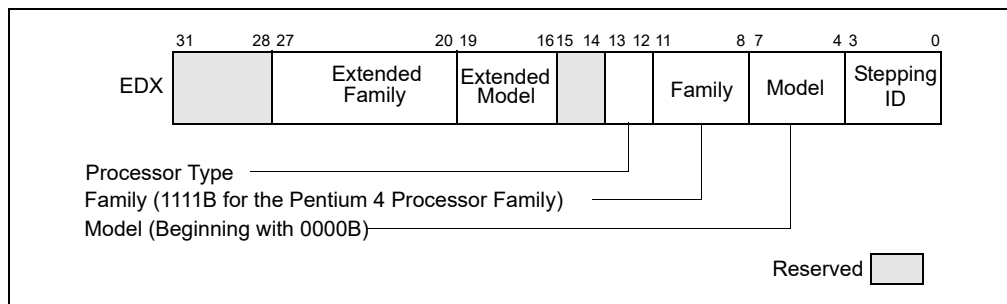 31 28 27 20 19 16 15 14 13 12 11 8 7 4 3 0
EDX
Extended Family
Extended Model
Family
Model
Stepping ID
Processor Type
Family (1111B for the Pentium 4 Processor Family)
Model (Beginning with 0000B)
Reserved